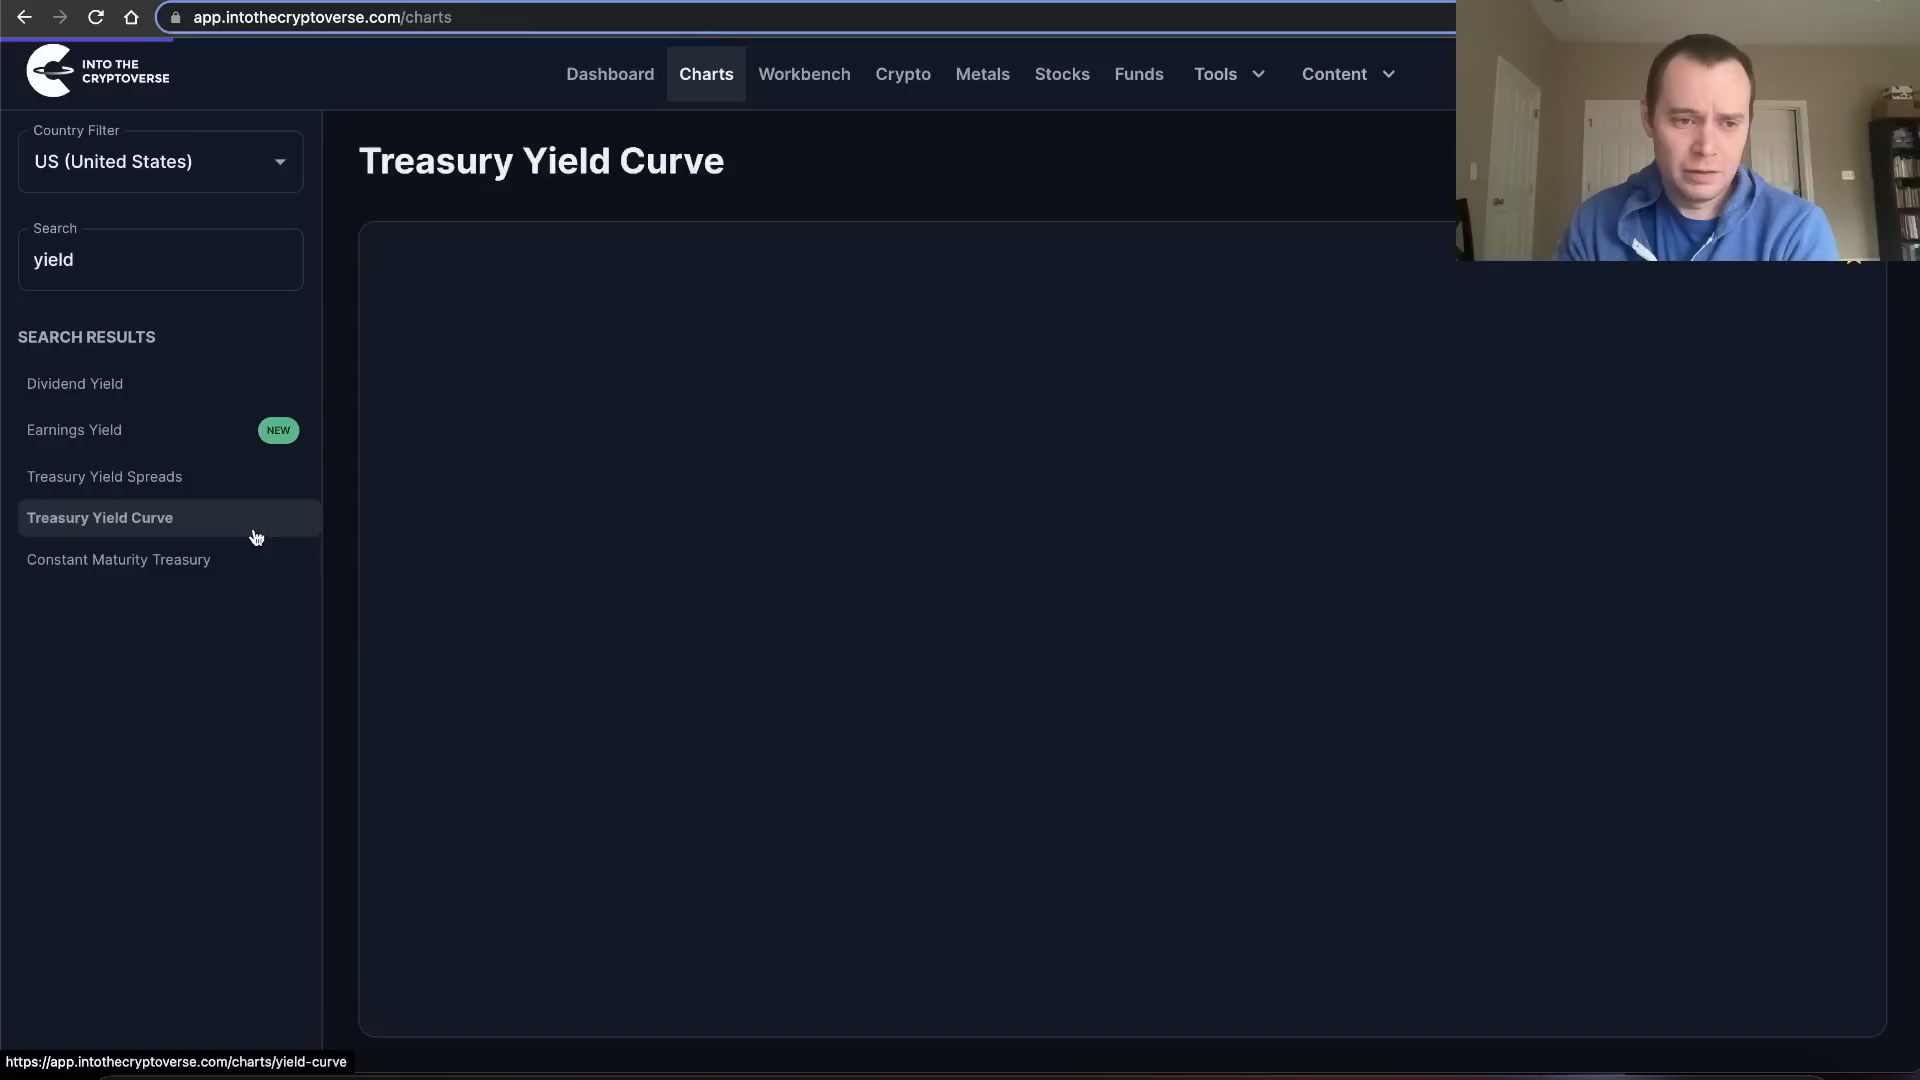 app.intothecryptoverse.com/charts
INTO THE
CRYPTOVERSE
Dashboard
Charts
Workbench
Crypto
Metals
Stocks
Funds
Tools
Content
Country Filter
US (United States)
Search
yield
SEARCH RESULTS
Dividend Yield
Earnings Yield
NEW
Treasury Yield Spreads
Treasury Yield Curve
Constant Maturity Treasury
Treasury Yield Curve
https://app.intothecryptoverse.com/charts/yield-curve